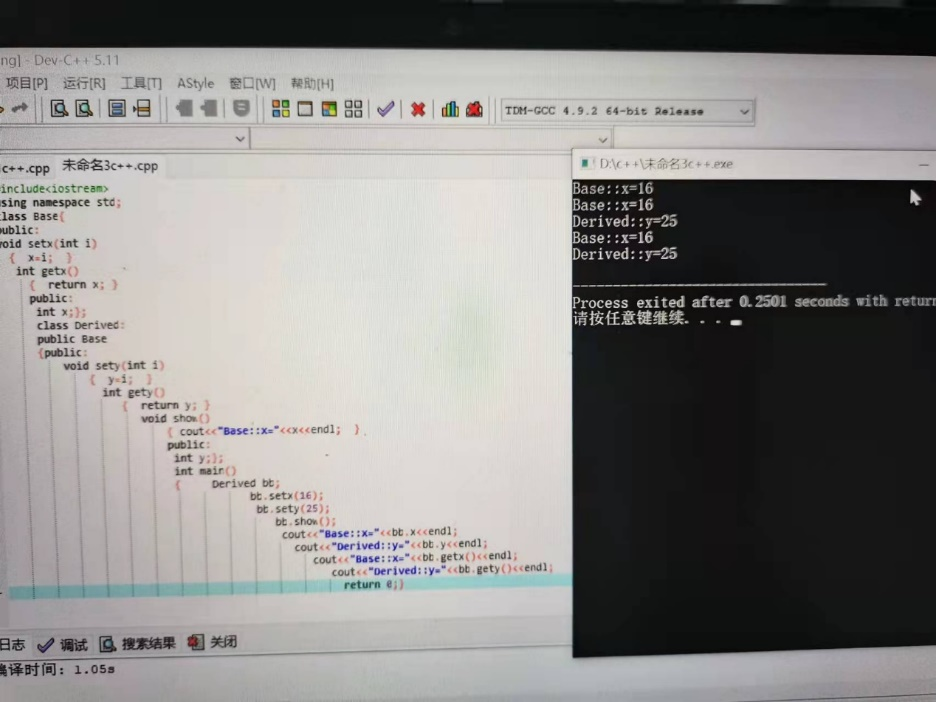 ng] - Dev-C++ 5.11
项目[P] 运行[R] 工具[T] AStyle 窗口[W] 帮助[H]
TDM-GCC 4.9.2 64-bit Release
c++.cpp 未命名3c++.cpp
include<iostream>
sing namespace std;
lass Base{
ublic:
void setx(int i)
{ x=i; }
int getx()
{ return x; }
public:
int x;};
class Derived:
public Base
{public:
void sety(int i)
{ y=i; }
int gety()
{ return y; }
void show()
{ cout<<"Base::x="<<x<<endl; }
public:
int y;};
int main()
{ Derived bb;
bb.setx(16);
bb.sety(25);
bb.show();
cout<<"Base::x="<<bb.x<<endl;
cout<<"Derived::y="<<bb.y<<endl;
cout<<"Base::x="<<bb.getx()<<endl;
cout<<"Derived::y="<<bb.gety()<<endl;
return 0;}
日志 调试 搜索结果 关闭
编译时间: 1.05s
D:\c++\未命名3c++.exe
Base::x=16
Base::x=16
Derived::y=25
Base::x=16
Derived::y=25
--------------------------------
Process exited after 0.2501 seconds with return
请按任意键继续. . .